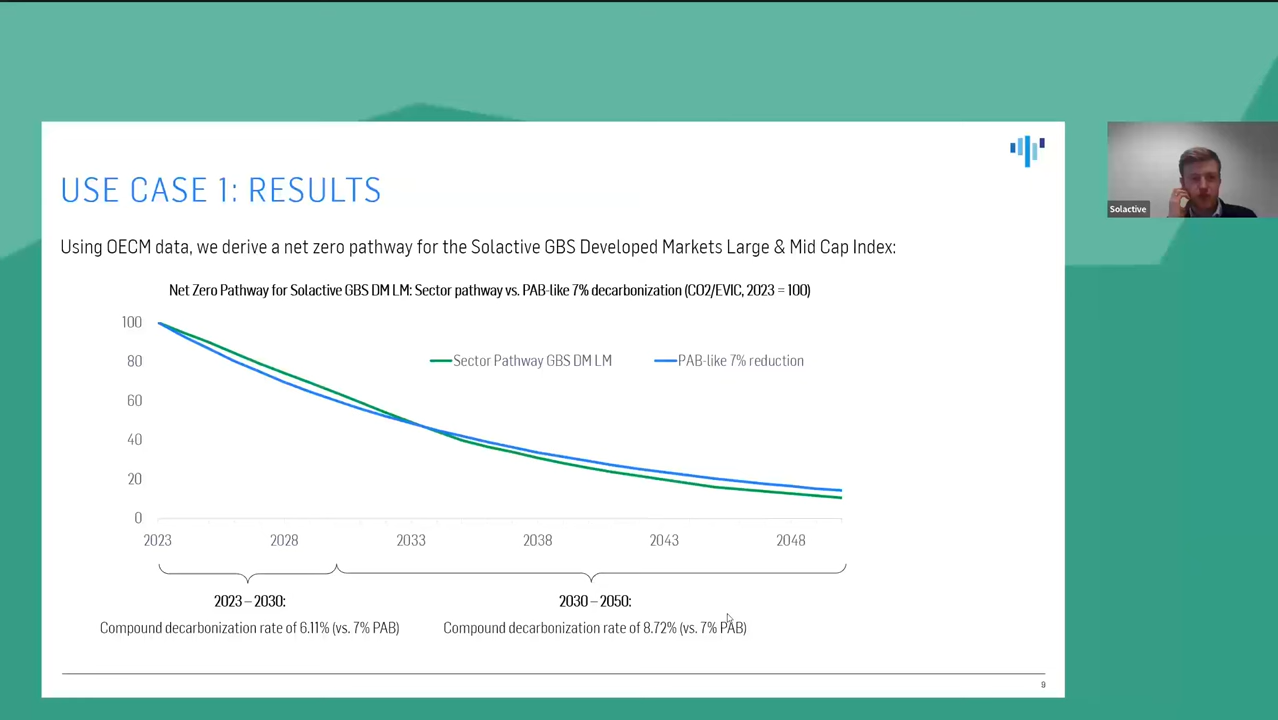 USE CASE 1: RESULTS
Using OECM data, we derive a net zero pathway for the Solactive GBS Developed Markets Large & Mid Cap Index:
Net Zero Pathway for Solactive GBS DM LM: Sector pathway vs. PAB-like 7% decarbonization (CO2/EVIC, 2023 = 100)
100
80
60
40
20
0
Sector Pathway GBS DM LM
PAB-like 7% reduction
2023 2028 2033 2038 2043 2048
2023 – 2030:
Compound decarbonization rate of 6.11% (vs. 7% PAB)
2030 – 2050:
Compound decarbonization rate of 8.72% (vs. 7% PAB)
9
Solactive